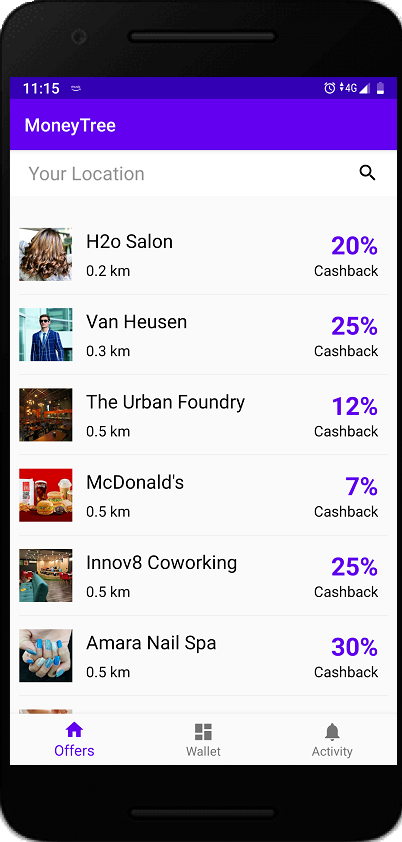 11:15
4G
MoneyTree
Your Location
H2o Salon
20%
0.2 km
Cashback
Van Heusen
25%
0.3 km
Cashback
The Urban Foundry
12%
0.5 km
Cashback
McDonald's
7%
0.5 km
Cashback
Innov8 Coworking
25%
0.5 km
Cashback
Amara Nail Spa
30%
0.5 km
Cashback
Offers
Wallet
Activity